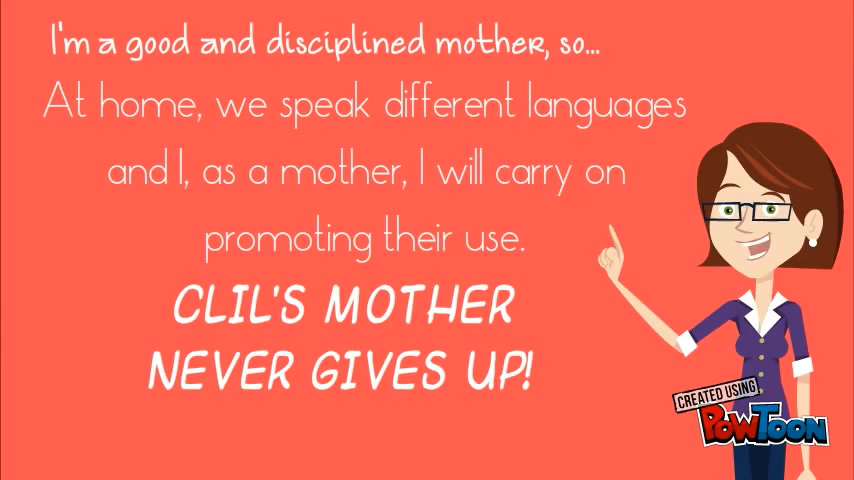 I'm a good and disciplined mother, so...
At home, we speak different languages
and I, as a mother, I will carry on
promoting their use.
CLIL'S MOTHER
NEVER GIVES UP!
CREATED USING
POWTOON